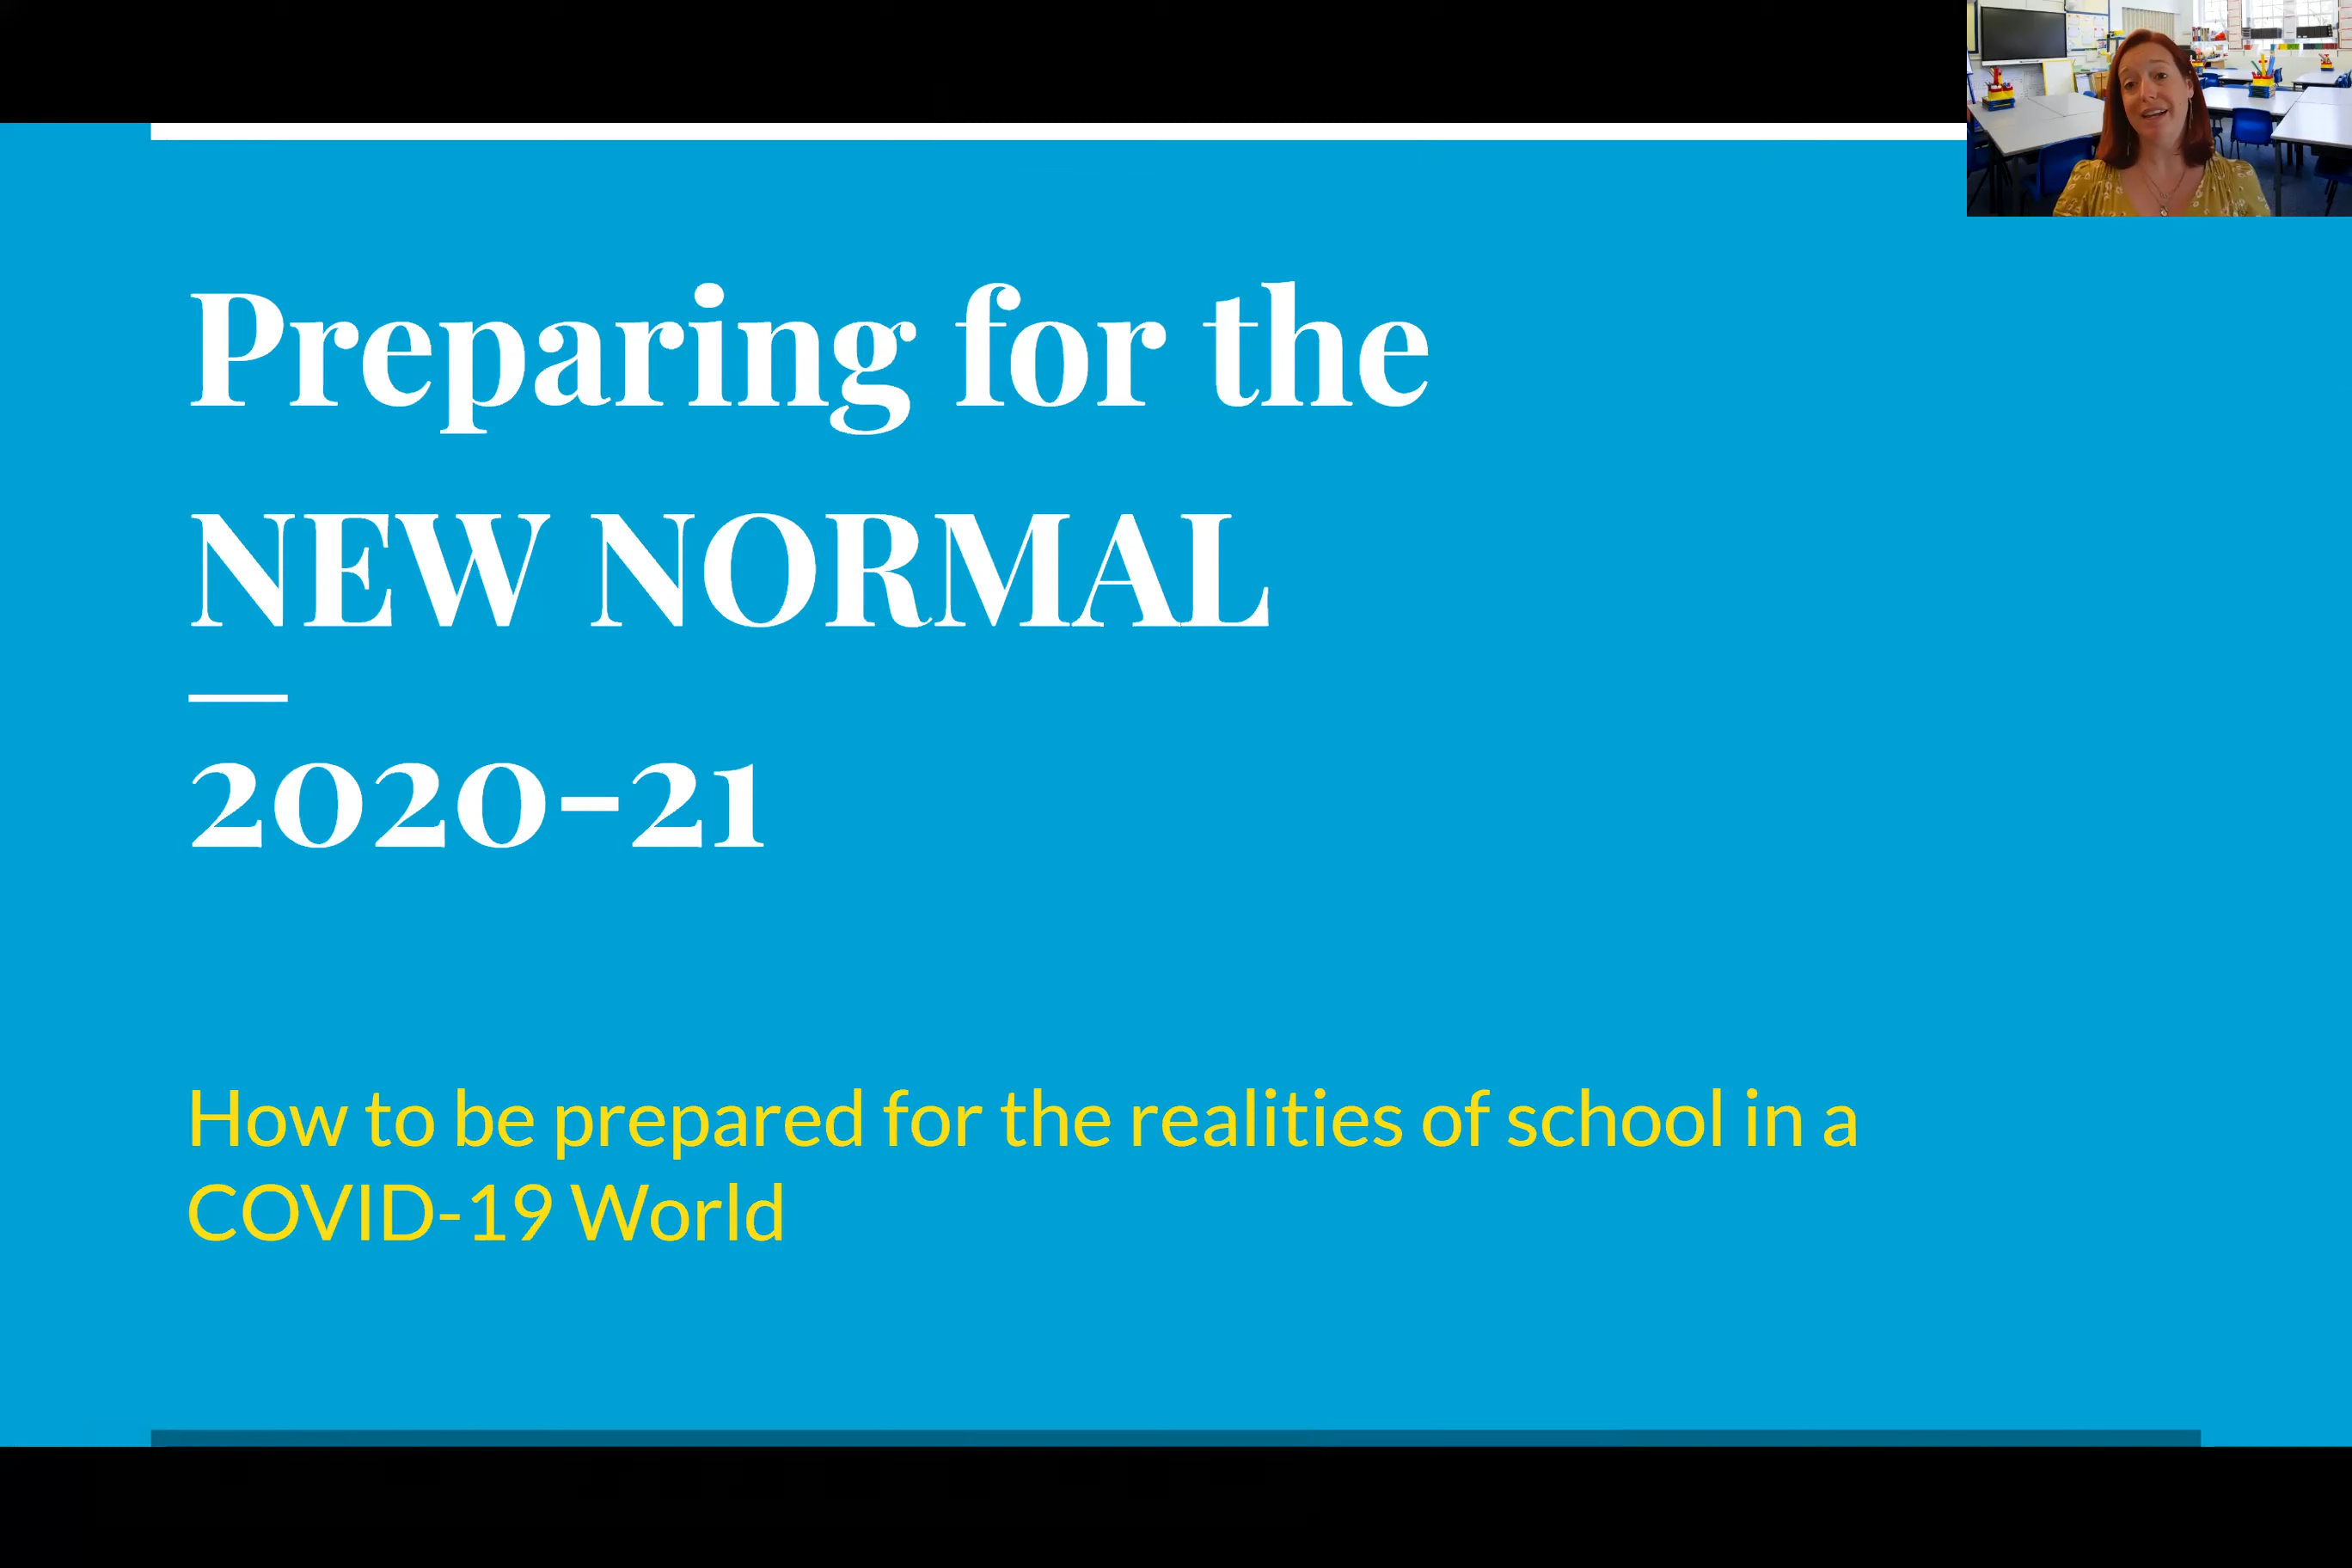 Preparing for the
NEW NORMAL
2020-21
How to be prepared for the realities of school in a
COVID-19 World